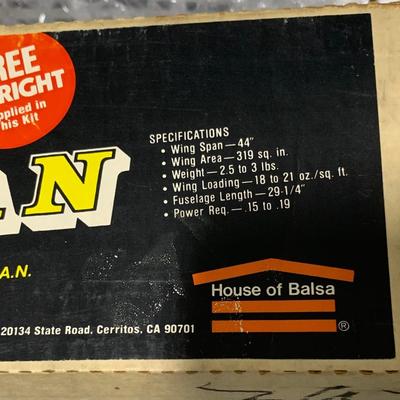 REE
RIGHT
pplied in
his Kit
AN
SPECIFICATIONS
• Wing Span – 44"
• Wing Area – 319 sq. in.
• Weight – 2.5 to 3 lbs.
• Wing Loading – 18 to 21 oz./sq. ft.
• Fuselage Length – 29-1/4"
• Power Req. – .15 to .19
A.N.
House of Balsa
®
20134 State Road, Cerritos, CA 90701